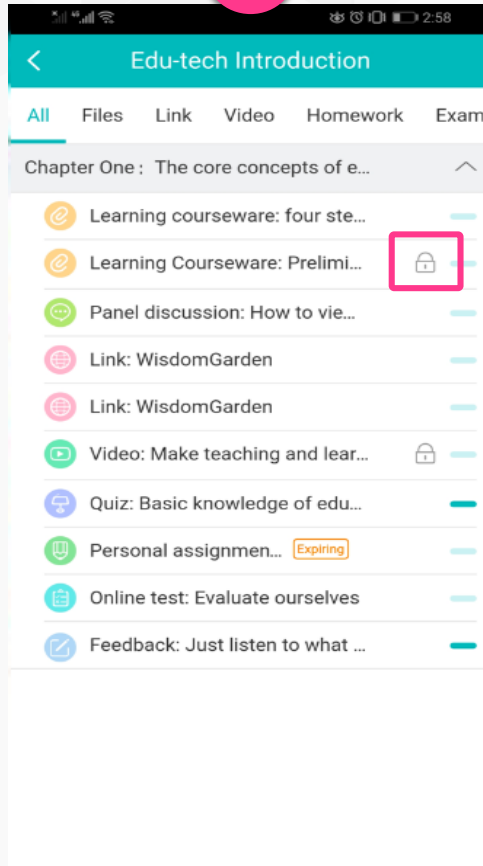 4G 2:58
Edu-tech Introduction
All Files Link Video Homework Exam
Chapter One： The core concepts of e...
Learning courseware: four ste...
Learning Courseware: Prelimi...
Panel discussion: How to vie...
Link: WisdomGarden
Link: WisdomGarden
Video: Make teaching and lear...
Quiz: Basic knowledge of edu...
Personal assignmen... Expiring
Online test: Evaluate ourselves
Feedback: Just listen to what ...